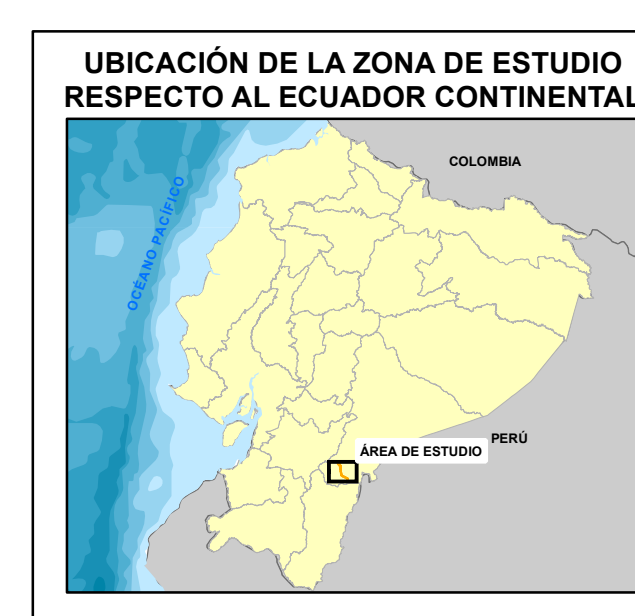 UBICACIÓN DE LA ZONA DE ESTUDIO
RESPECTO AL ECUADOR CONTINENTAL
COLOMBIA
OCÉANO PACÍFICO
PERÚ
ÁREA DE ESTUDIO